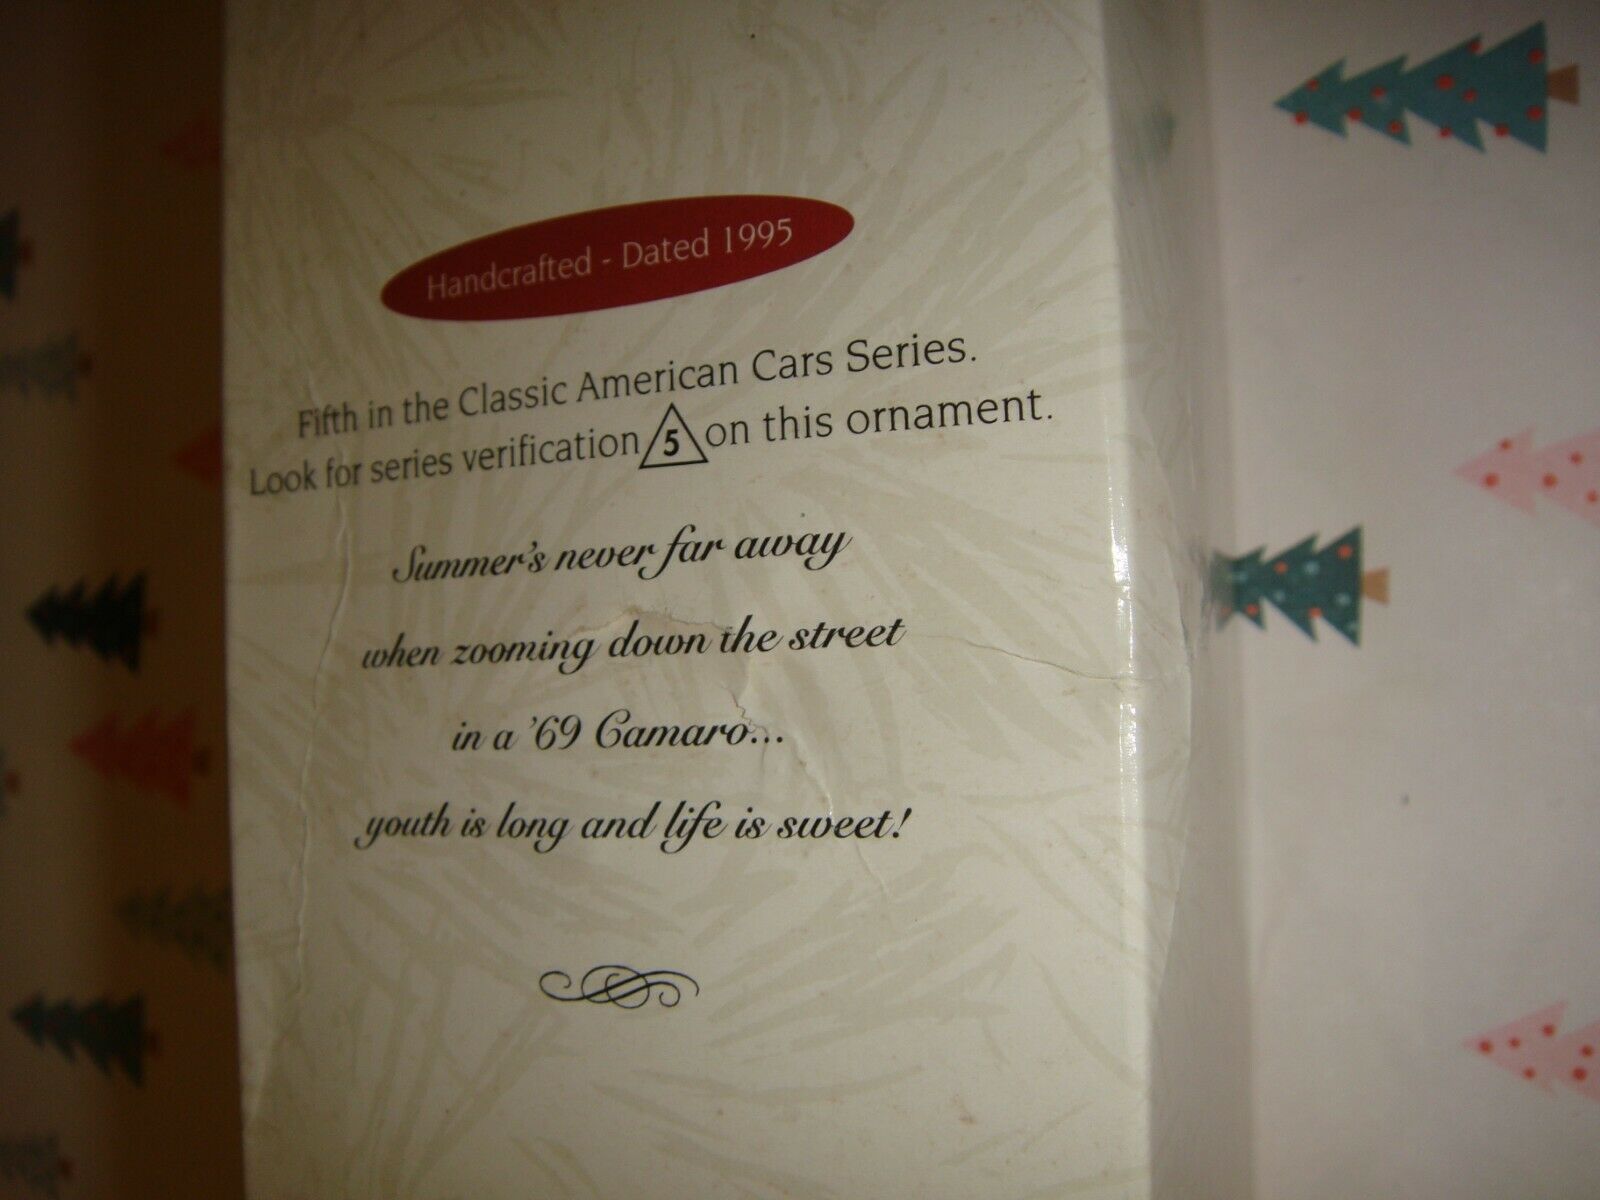 Handcrafted - Dated 1995
Fifth in the Classic American Cars Series.
Look for series verification 5 on this ornament.
Summer's never far away
when zooming down the street
in a '69 Camaro...
youth is long and life is sweet!